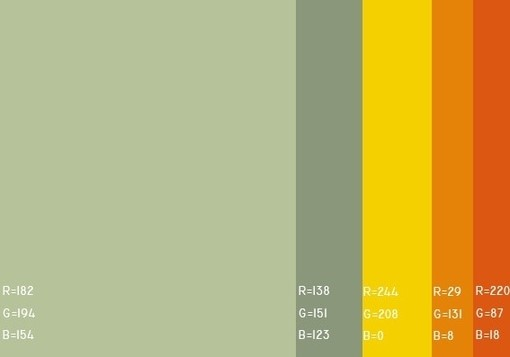 R=182
G=194
B=154
R=138
G=151
B=123
R=244
G=208
B=0
R=29
G=131
B=8
R=220
G=87
B=18